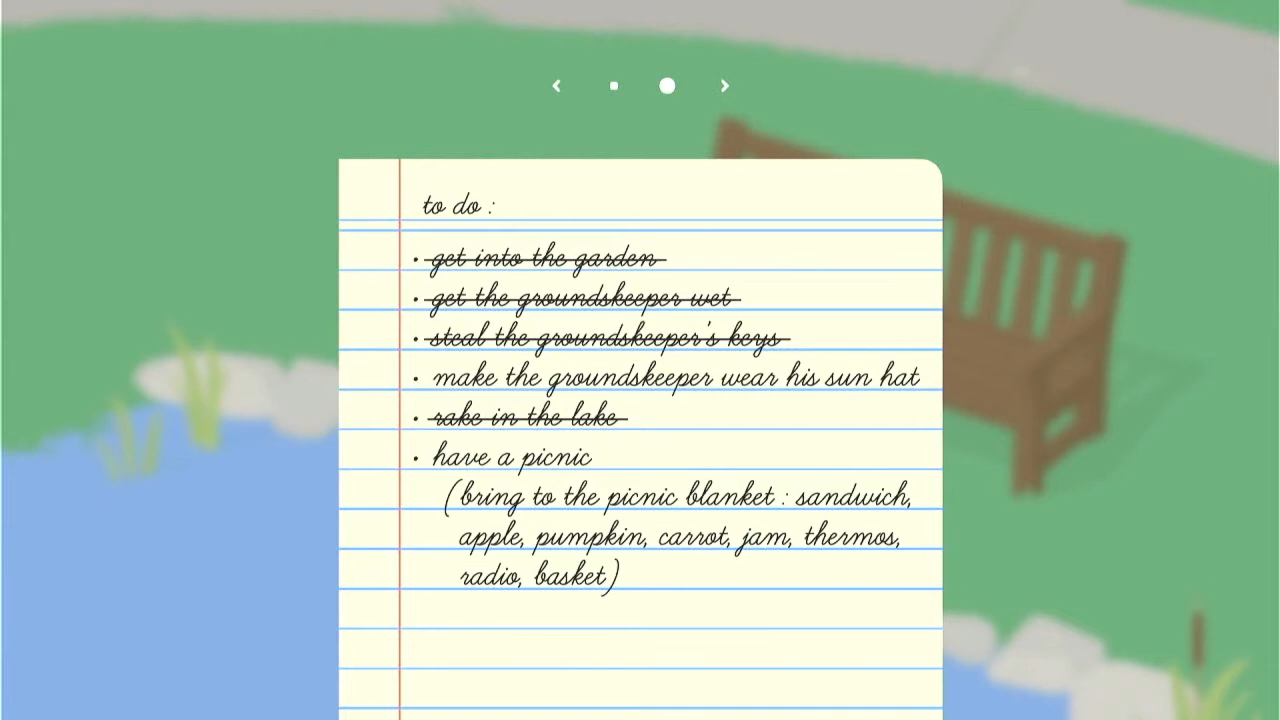 to do :
• get into the garden
• get the groundskeeper wet
• steal the groundskeeper's keys
• make the groundskeeper wear his sun hat
• rake in the lake
• have a picnic
(bring to the picnic blanket : sandwich,
apple, pumpkin, carrot, jam, thermos,
radio, basket)